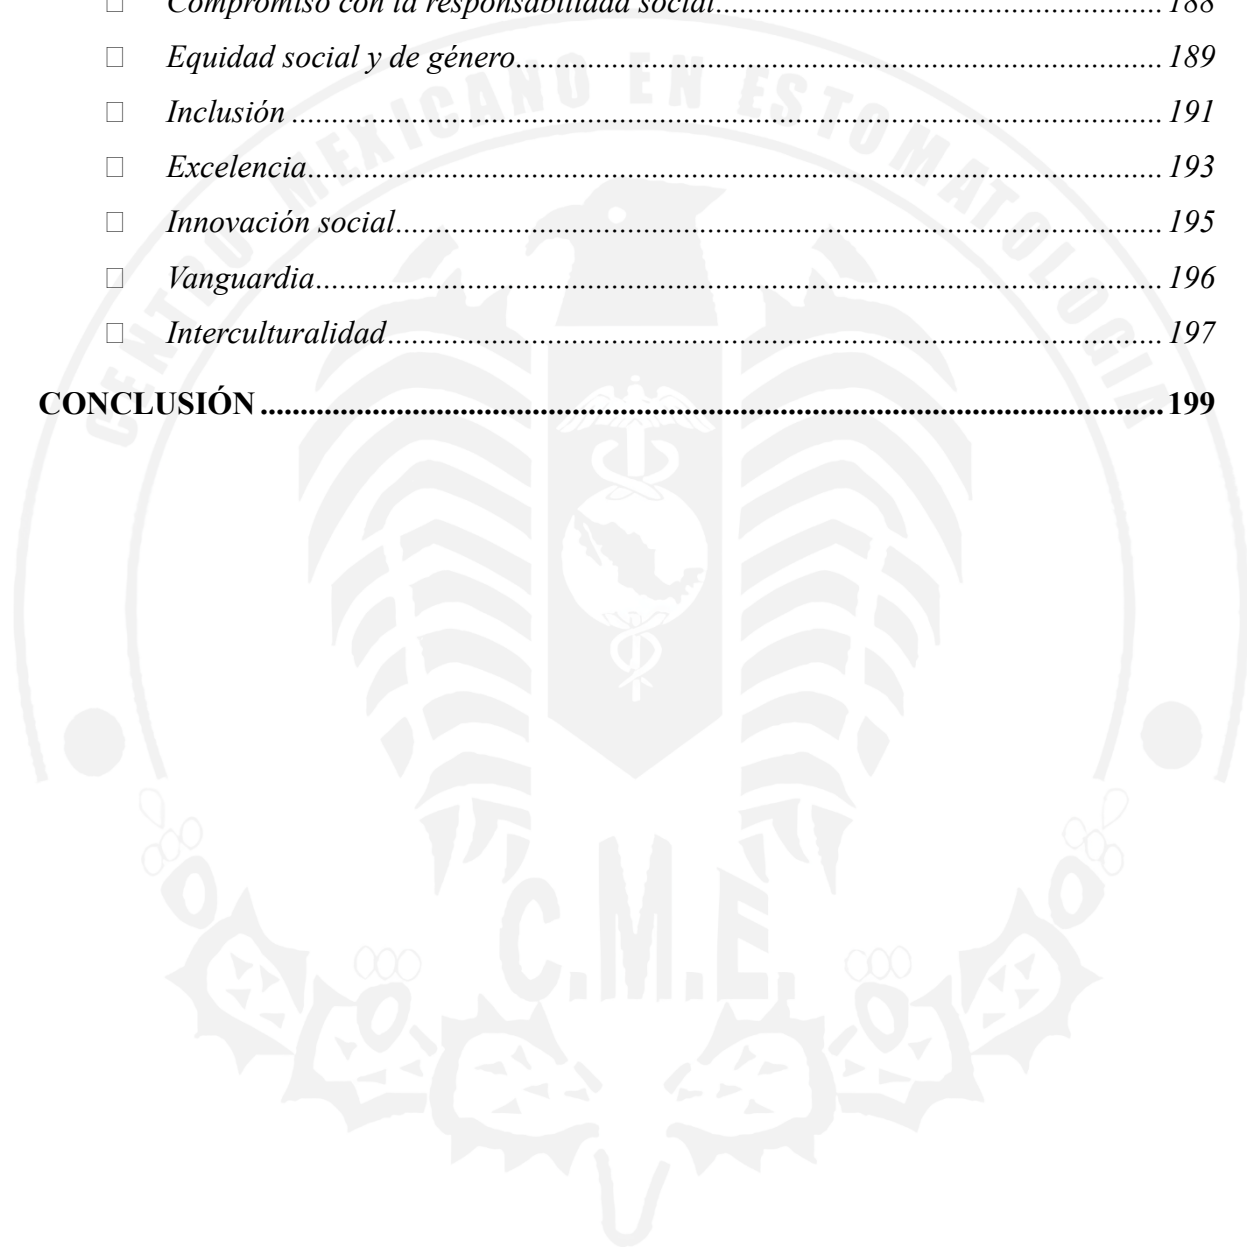 □ Compromiso con la responsabilidad social.......................................................... 188
□ Equidad social y de género................................................................................... 189
□ Inclusión ............................................................................................................... 191
□ Excelencia.............................................................................................................. 193
□ Innovación social.................................................................................................. 195
□ Vanguardia............................................................................................................ 196
□ Interculturalidad................................................................................................... 197
CONCLUSIÓN ................................................................................................................. 199
CENTRO MEXICANO EN ESTOMATOLOGIA
C.M.E.